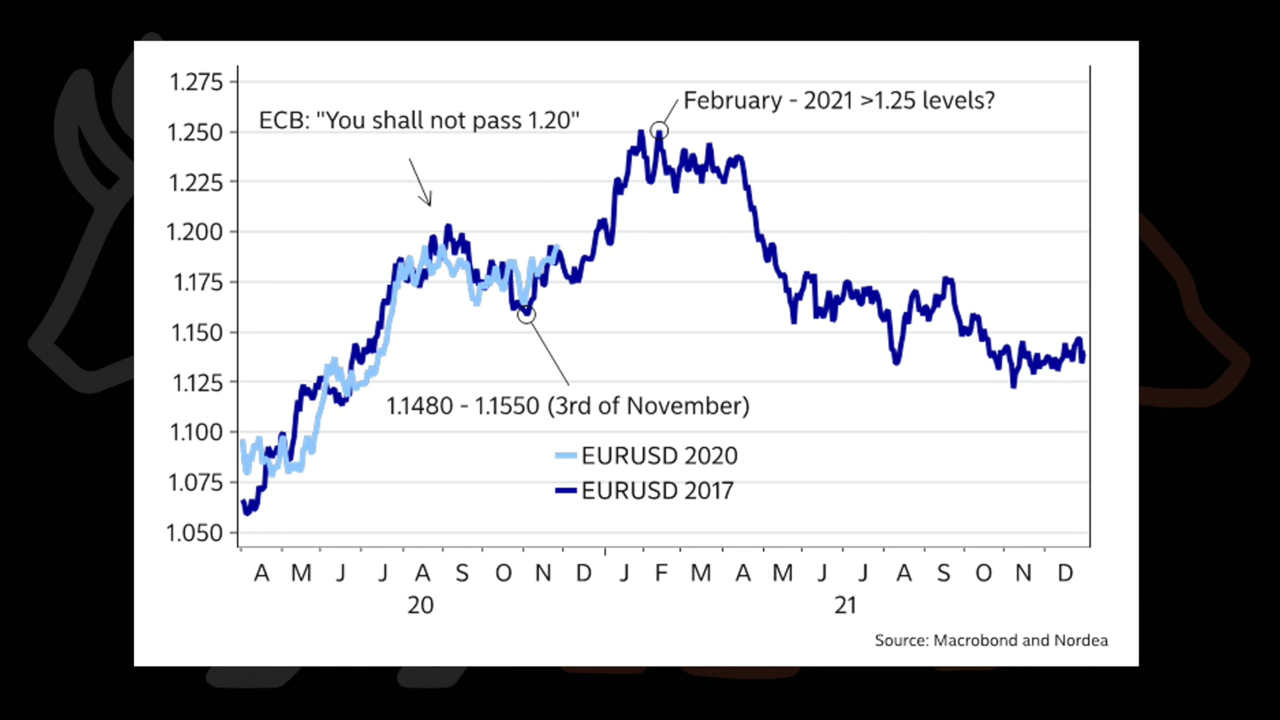 1.275
1.250
1.225
1.200
1.175
1.150
1.125
1.100
1.075
1.050
ECB: "You shall not pass 1.20"
February - 2021 >1.25 levels?
1.1480 - 1.1550 (3rd of November)
EURUSD 2020
EURUSD 2017
A M J J A S O N D J F M A M J J A S O N D
20 21
Source: Macrobond and Nordea